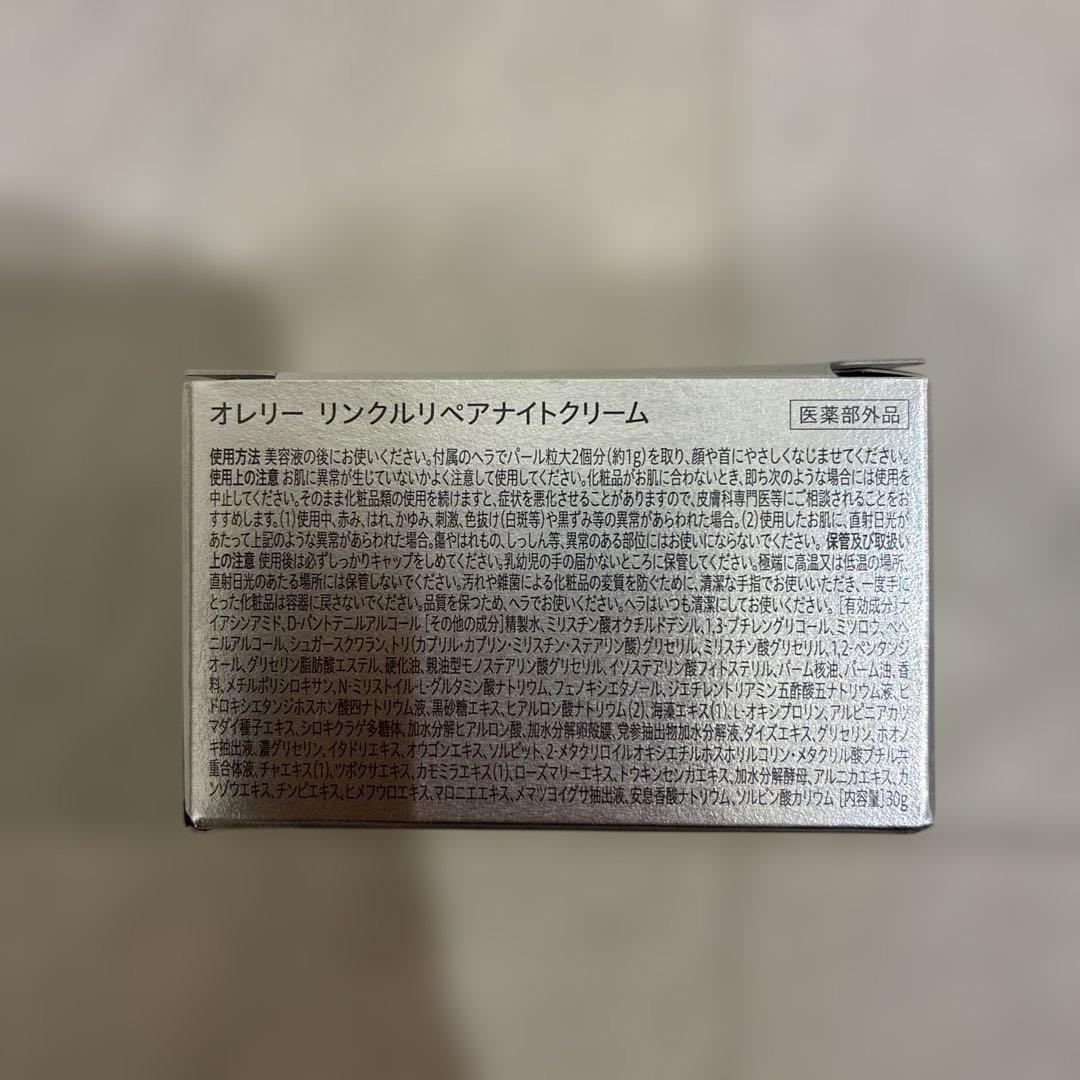 オレリー リンクルリペアナイトクリーム
医薬部外品
使用方法 美容液の後にお使いください。付属のヘラでパール粒大2個分(約1g)を取り、顔や首にやさしくなじませてください。
使用上の注意 お肌に異常が生じていないかよく注意して使用してください。化粧品がお肌に合わないとき、即ち次のような場合には使用を
中止してください。そのまま化粧品類の使用を続けますと、症状を悪化させることがありますので、皮膚科専門医等にご相談されることをお
すすめします。(1)使用中、赤み、はれ、かゆみ、刺激、色抜け(白斑等)や黒ずみ等の異常があらわれた場合。(2)使用したお肌に、直射日光が
あたって上記のような異常があらわれた場合。傷やはれもの、しっしん等、異常のある部位にはお使いにならないでください。 保管及び取扱い
上の注意 使用後は必ずしっかりキャップをしめてください。乳幼児の手の届かないところに保管してください。極端に高温又は低温の場所、
直射日光のあたる場所には保管しないでください。汚れや雑菌による化粧品の変質を防ぐために、清潔な手指でお使いいただき、一度手に
とった化粧品は容器に戻さないでください。品質を保つため、ヘラでお使いください。ヘラはいつも清潔にしてお使いください。 [有効成分]ナ
イアシンアミド、D-パントテニルアルコール [その他の成分]精製水、ミリスチン酸オクチルドデシル、1,3-ブチレングリコール、ミツロウ、ベヘ
ニルアルコール、シュガースクワラン、トリ(カプリル・カプリン・ミリスチン・ステアリン酸)グリセリル、ミリスチン酸グリセリル、1,2-ペンタンジ
オール、グリセリン脂肪酸エステル、硬化油、親油型モノステアリン酸グリセリル、イソステアリン酸フィトステリル、パーム核油、パーム油、香
料、メチルポリシロキサン、N-ミリストイル-L-グルタミン酸ナトリウム、フェノキシエタノール、ジエチレントリアミン五酢酸五ナトリウム液、ヒ
ドロキシエタンジホスホン酸四ナトリウム液、黒砂糖エキス、ヒアルロン酸ナトリウム(2)、海藻エキス(1)、L-オキシプロリン、アルピニアカツ
マダイ種子エキス、シロキクラゲ多糖体、加水分解ヒアルロン酸、加水分解卵殻膜、党参抽出物加水分解液、ダイズエキス、グリセリン、ホオノ
キ抽出液、濃グリセリン、イタドリエキス、オウゴンエキス、ソルビット、2-メタクリロイルオキシエチルホスホリルコリン・メタクリル酸ブチル共
重合体液、チャエキス(1)、ツボクサエキス、カモミラエキス(1)、ローズマリーエキス、トウキンセンカエキス、加水分解酵母、アルニカエキス、カ
ンゾウエキス、チンピエキス、ヒメフウロエキス、マロニエエキス、メマツヨイグサ抽出液、安息香酸ナトリウム、ソルビン酸カリウム [内容量]30g